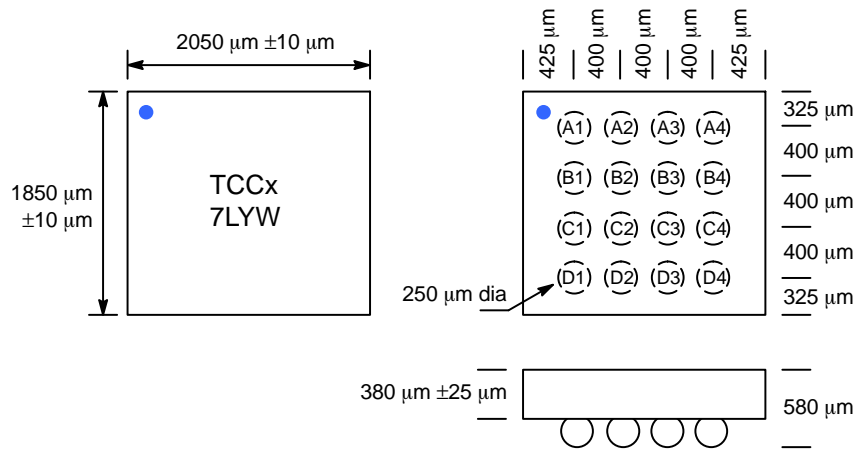 2050 μm ±10 μm
1850 μm
±10 μm
TCCx
7LYW
425 μm
400 μm
400 μm
400 μm
425 μm
A1 A2 A3 A4
B1 B2 B3 B4
C1 C2 C3 C4
D1 D2 D3 D4
325 μm
400 μm
400 μm
400 μm
325 μm
250 μm dia
380 μm ±25 μm
580 μm